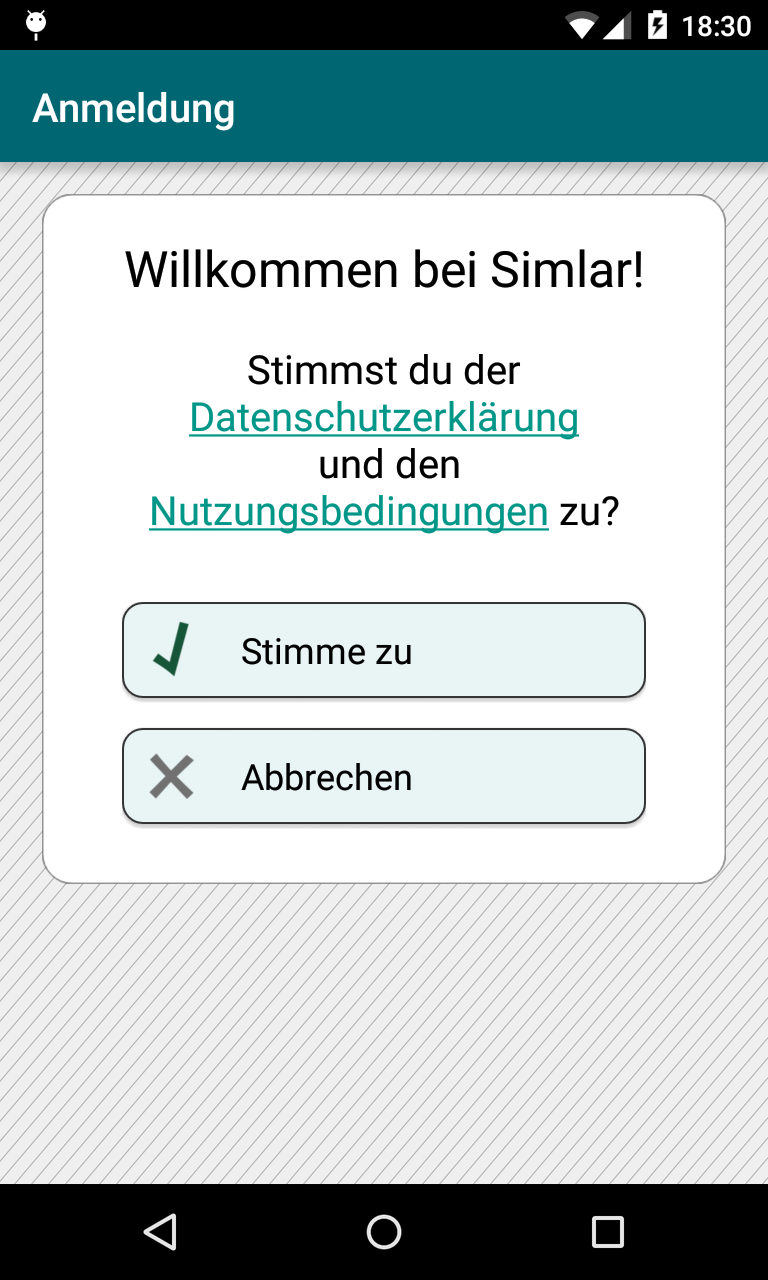 18:30
Anmeldung
Willkommen bei Simlar!
Stimmst du der
Datenschutzerklärung
und den
Nutzungsbedingungen zu?
Stimme zu
Abbrechen